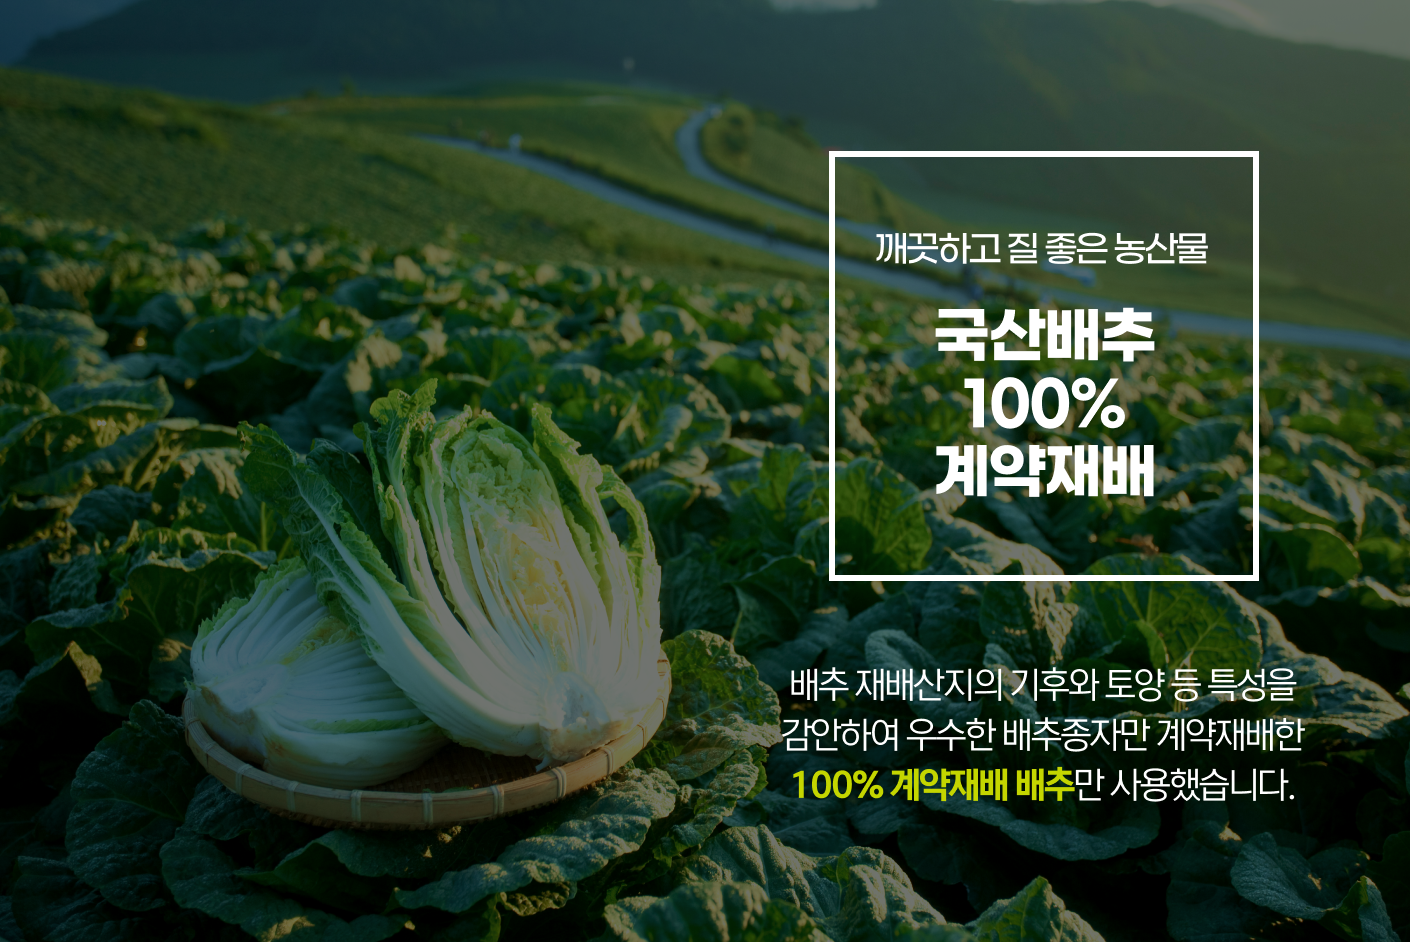 깨끗하고 질 좋은 농산물
국산배추
100%
계약재배
배추 재배산지의 기후와 토양 등 특성을
감안하여 우수한 배추종자만 계약재배한
100% 계약재배 배추만 사용했습니다.